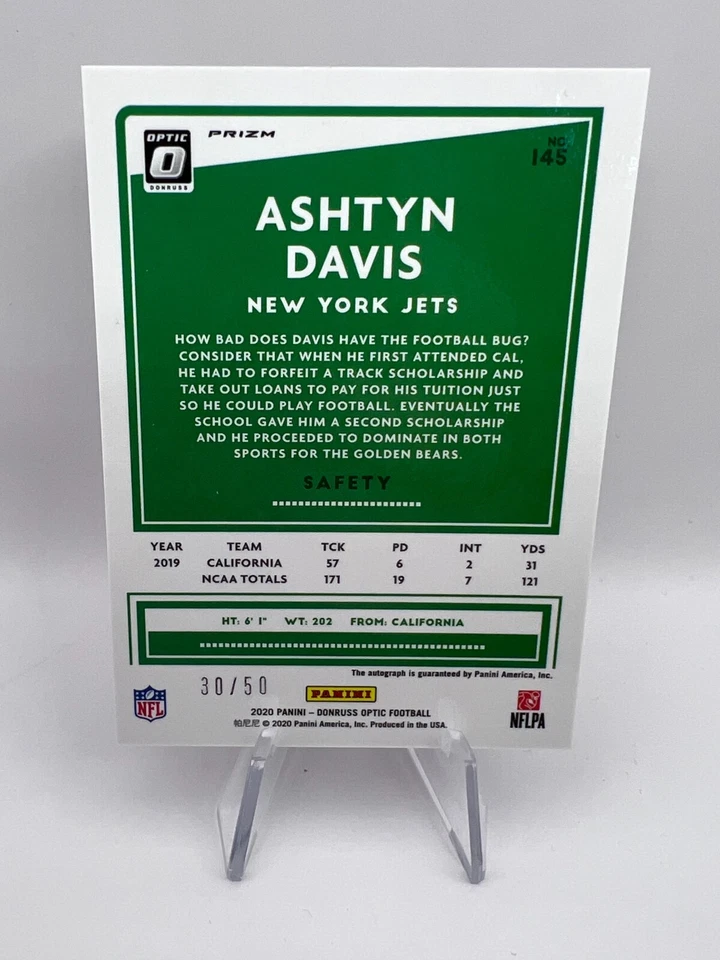 OPTIC
O
DONRUSS
PRIZM
NO.
145
ASHTYN
DAVIS
NEW YORK JETS
HOW BAD DOES DAVIS HAVE THE FOOTBALL BUG?
CONSIDER THAT WHEN HE FIRST ATTENDED CAL,
HE HAD TO FORFEIT A TRACK SCHOLARSHIP AND
TAKE OUT LOANS TO PAY FOR HIS TUITION JUST
SO HE COULD PLAY FOOTBALL. EVENTUALLY THE
SCHOOL GAVE HIM A SECOND SCHOLARSHIP
AND HE PROCEEDED TO DOMINATE IN BOTH
SPORTS FOR THE GOLDEN BEARS.
SAFETY
YEAR TEAM TCK PD INT YDS
2019 CALIFORNIA 57 6 2 31
NCAA TOTALS 171 19 7 121
HT: 6' 1" WT: 202 FROM: CALIFORNIA
The autograph is guaranteed by Panini America, Inc.
NFL
30/50
PANINI
NFLPA
2020 PANINI – DONRUSS OPTIC FOOTBALL
帕尼尼 © 2020 Panini America, Inc. Produced in the USA.